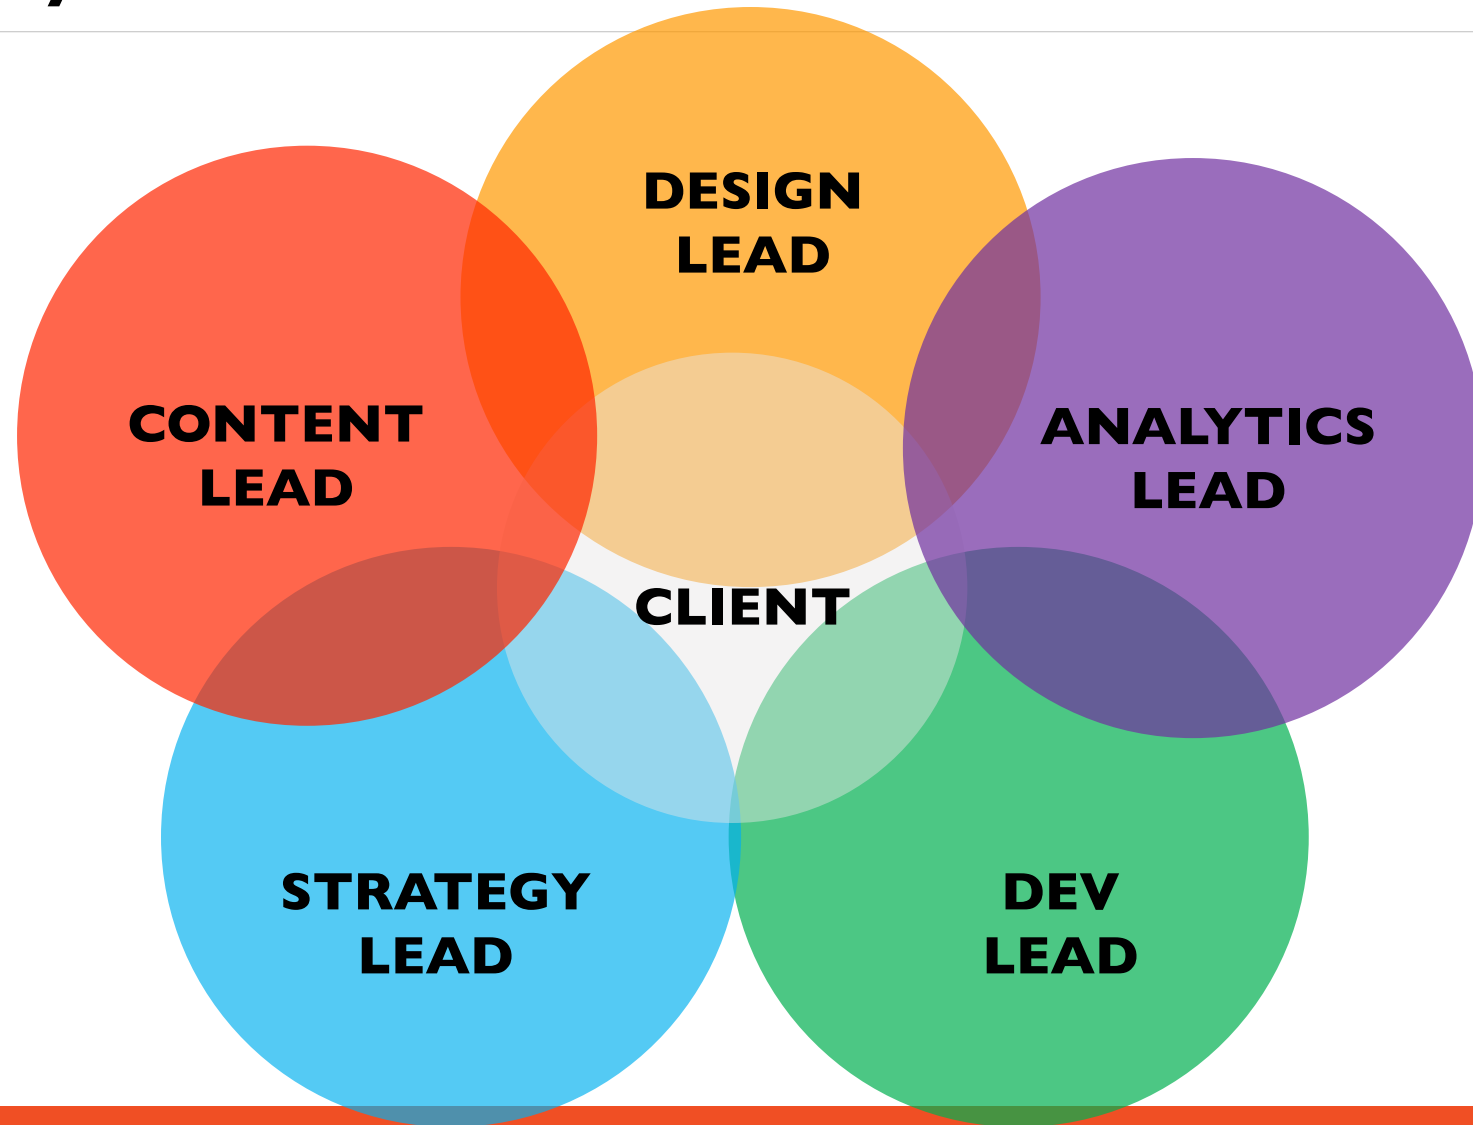 DESIGN
LEAD
CONTENT
LEAD
ANALYTICS
LEAD
CLIENT
STRATEGY
LEAD
DEV
LEAD